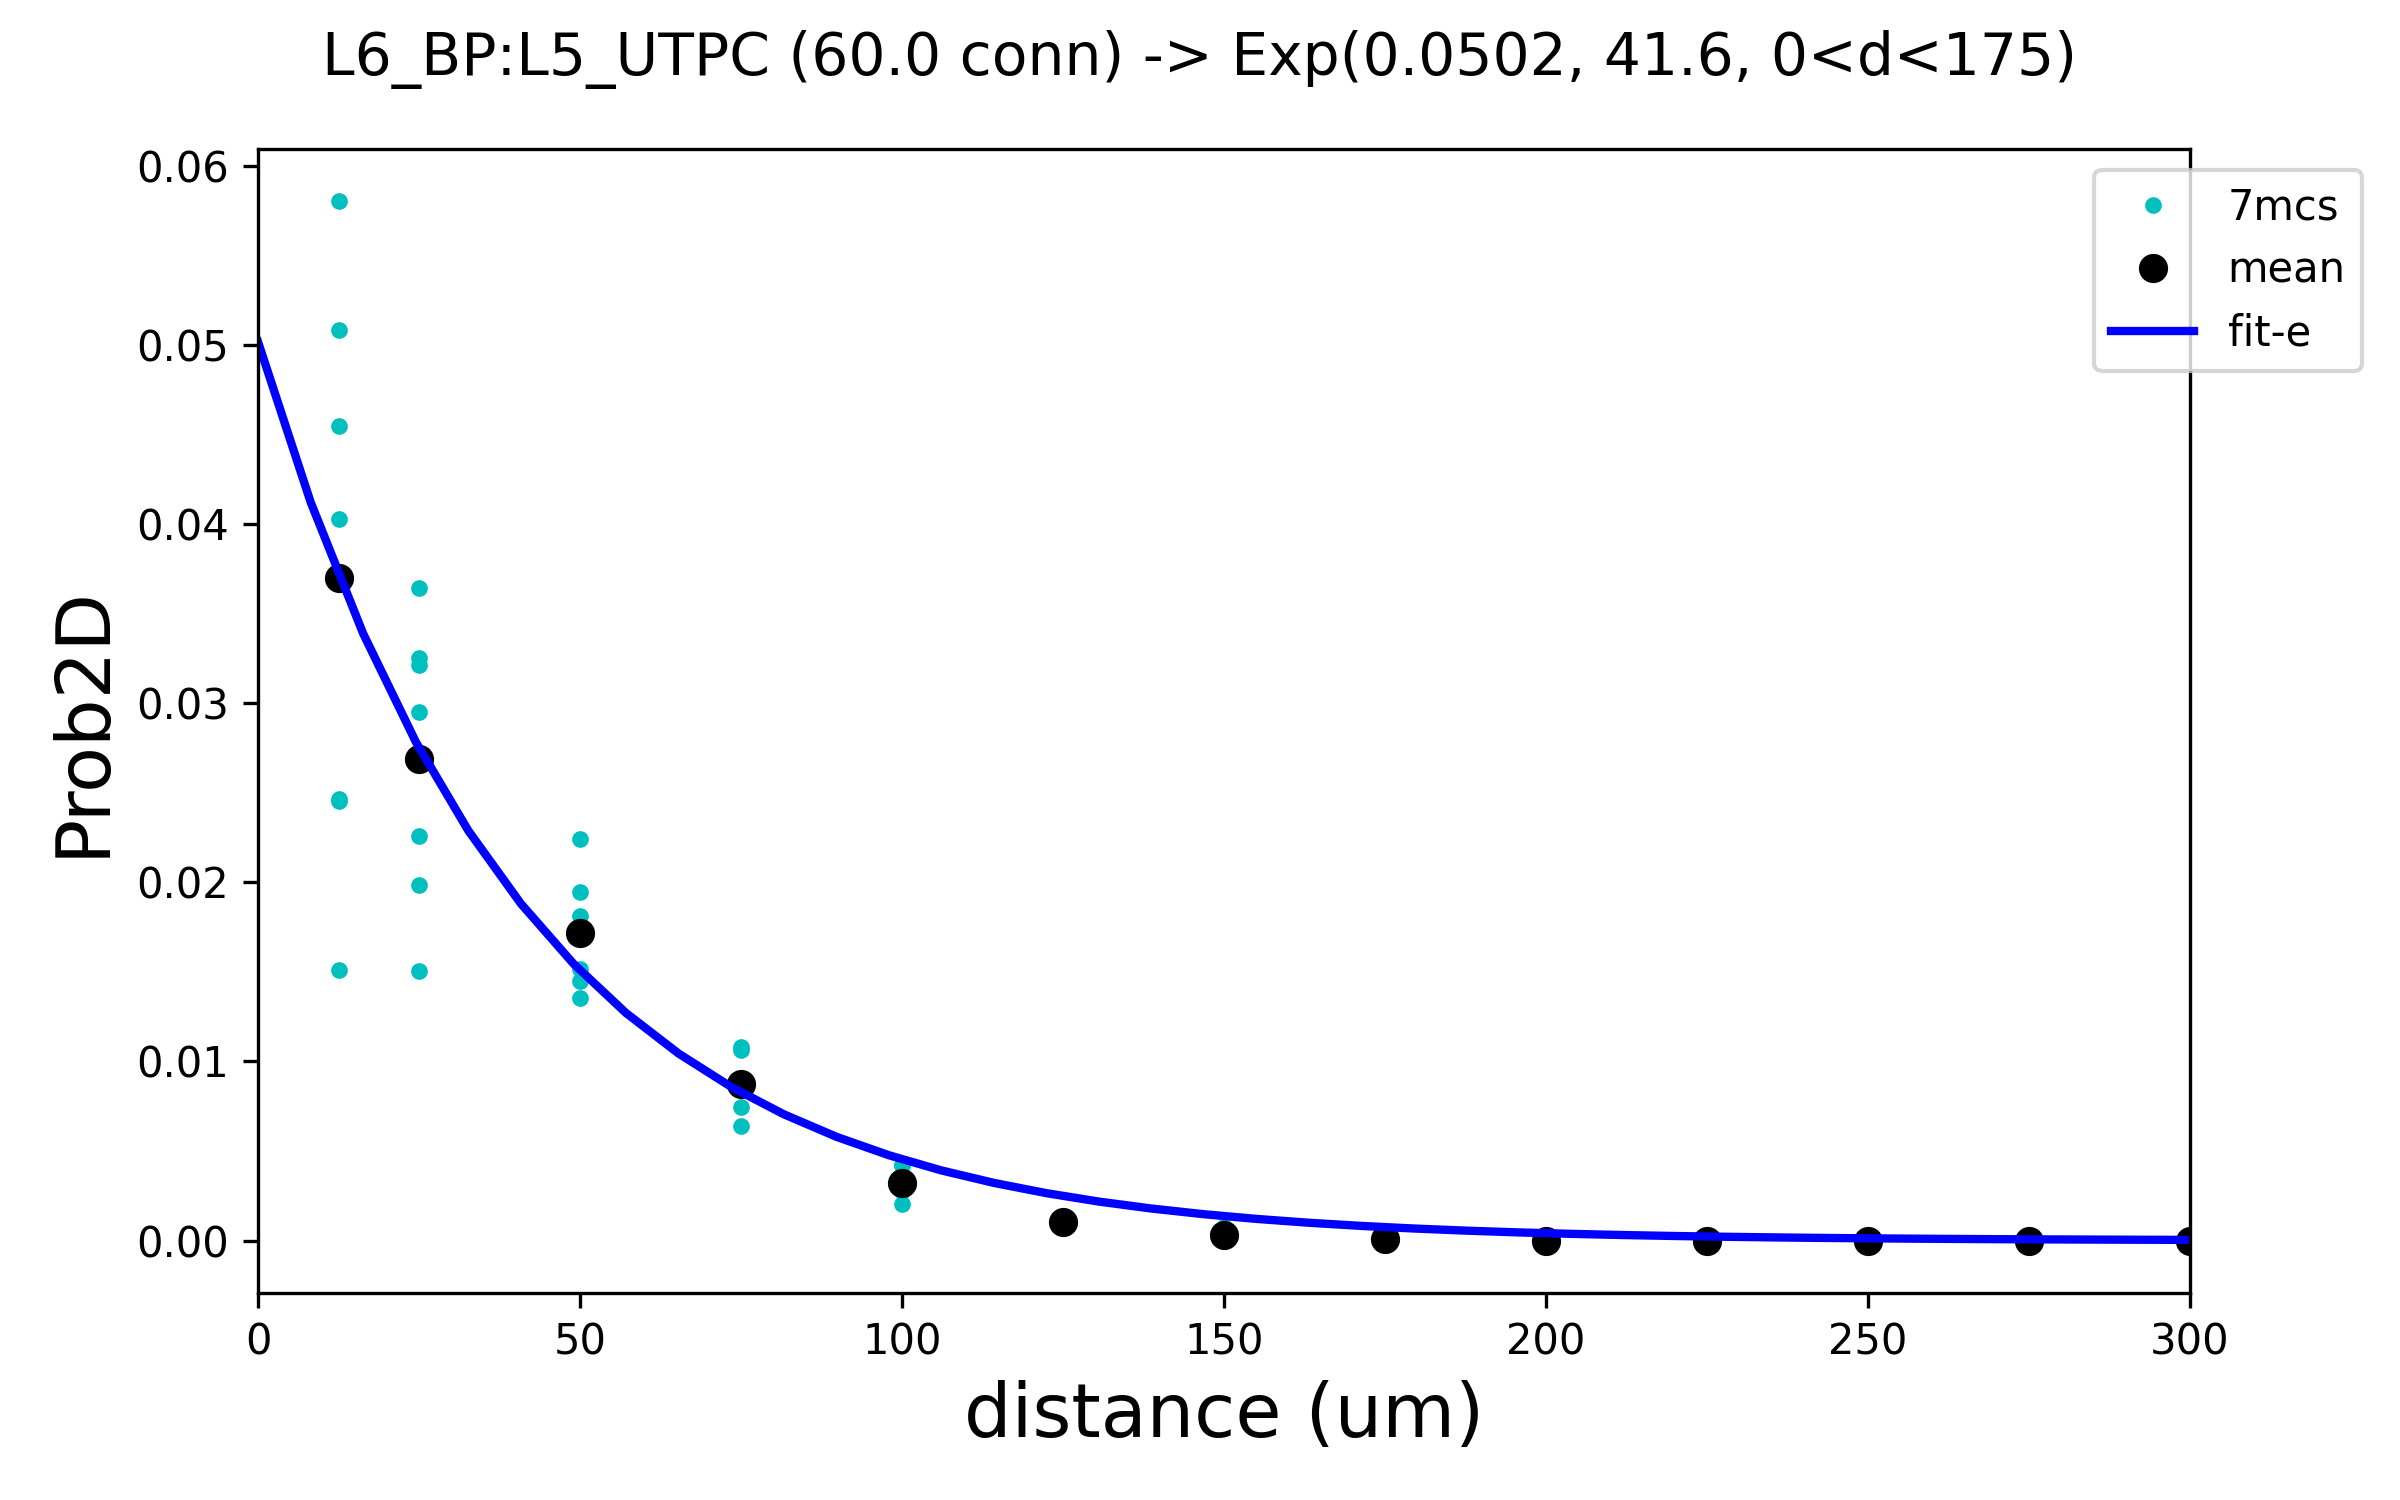 L6_BP:L5_UTPC (60.0 conn) -> Exp(0.0502, 41.6, 0<d<175)
7mcs
mean
fit-e
Prob2D
0.06
0.05
0.04
0.03
0.02
0.01
0.00
0 50 100 150 200 250 300
distance (um)